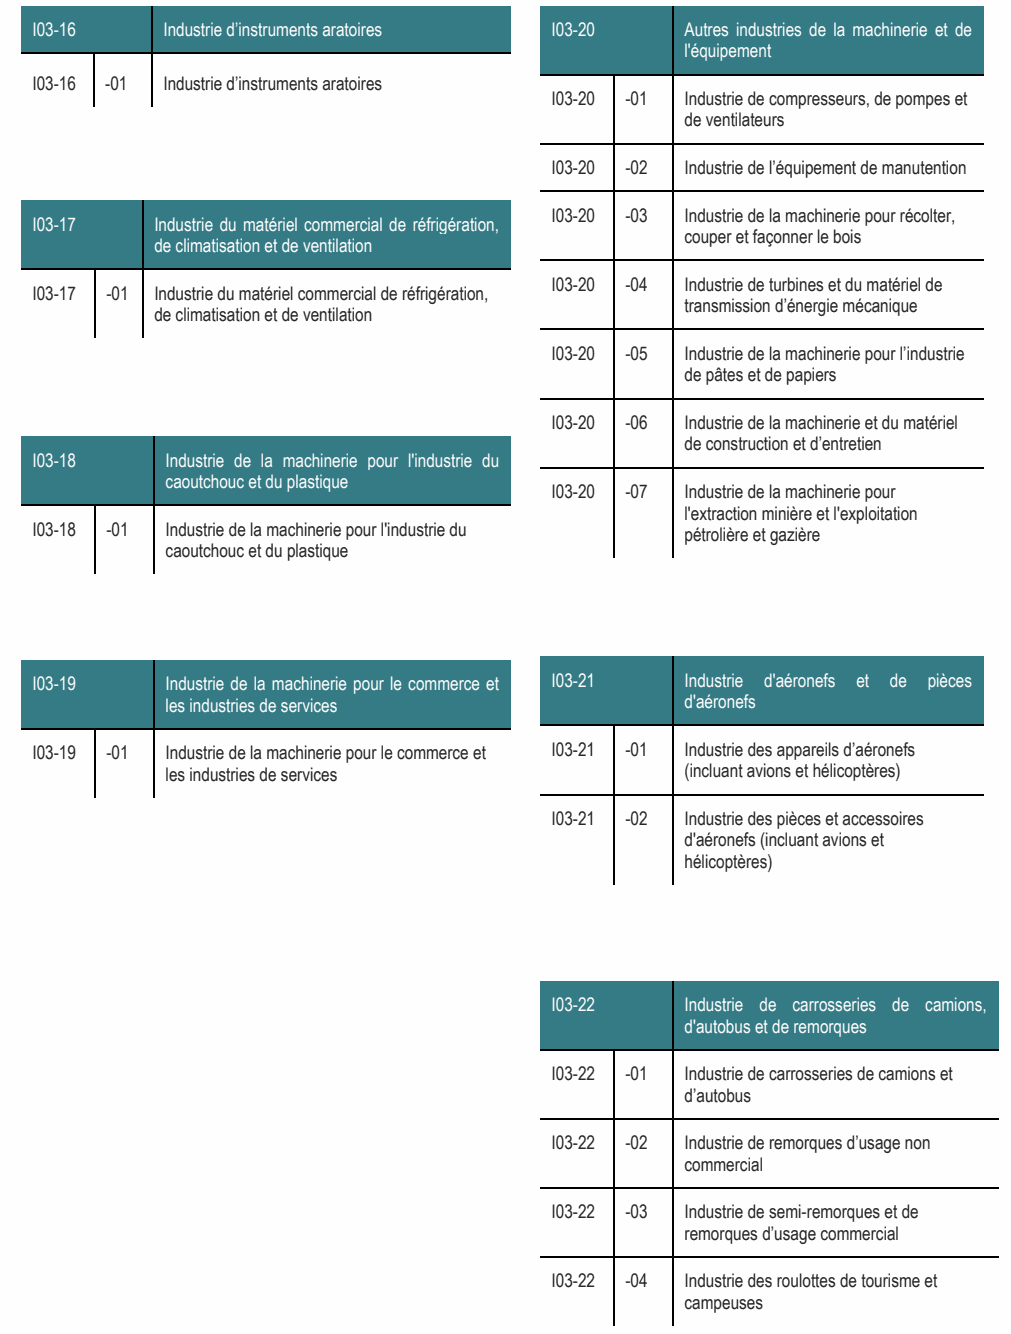 I03-16 Industrie d’instruments aratoires
I03-16 -01 Industrie d’instruments aratoires
I03-17 Industrie du matériel commercial de réfrigération,
de climatisation et de ventilation
I03-17 -01 Industrie du matériel commercial de réfrigération,
de climatisation et de ventilation
I03-18 Industrie de la machinerie pour l'industrie du
caoutchouc et du plastique
I03-18 -01 Industrie de la machinerie pour l'industrie du
caoutchouc et du plastique
I03-19 Industrie de la machinerie pour le commerce et
les industries de services
I03-19 -01 Industrie de la machinerie pour le commerce et
les industries de services
I03-20 Autres industries de la machinerie et de
l'équipement
I03-20 -01 Industrie de compresseurs, de pompes et
de ventilateurs
I03-20 -02 Industrie de l’équipement de manutention
I03-20 -03 Industrie de la machinerie pour récolter,
couper et façonner le bois
I03-20 -04 Industrie de turbines et du matériel de
transmission d’énergie mécanique
I03-20 -05 Industrie de la machinerie pour l’industrie
de pâtes et de papiers
I03-20 -06 Industrie de la machinerie et du matériel
de construction et d’entretien
I03-20 -07 Industrie de la machinerie pour
l'extraction minière et l'exploitation
pétrolière et gazière
I03-21 Industrie d'aéronefs et de pièces
d'aéronefs
I03-21 -01 Industrie des appareils d’aéronefs
(incluant avions et hélicoptères)
I03-21 -02 Industrie des pièces et accessoires
d'aéronefs (incluant avions et
hélicoptères)
I03-22 Industrie de carrosseries de camions,
d'autobus et de remorques
I03-22 -01 Industrie de carrosseries de camions et
d’autobus
I03-22 -02 Industrie de remorques d’usage non
commercial
I03-22 -03 Industrie de semi-remorques et de
remorques d’usage commercial
I03-22 -04 Industrie des roulottes de tourisme et
campeuses